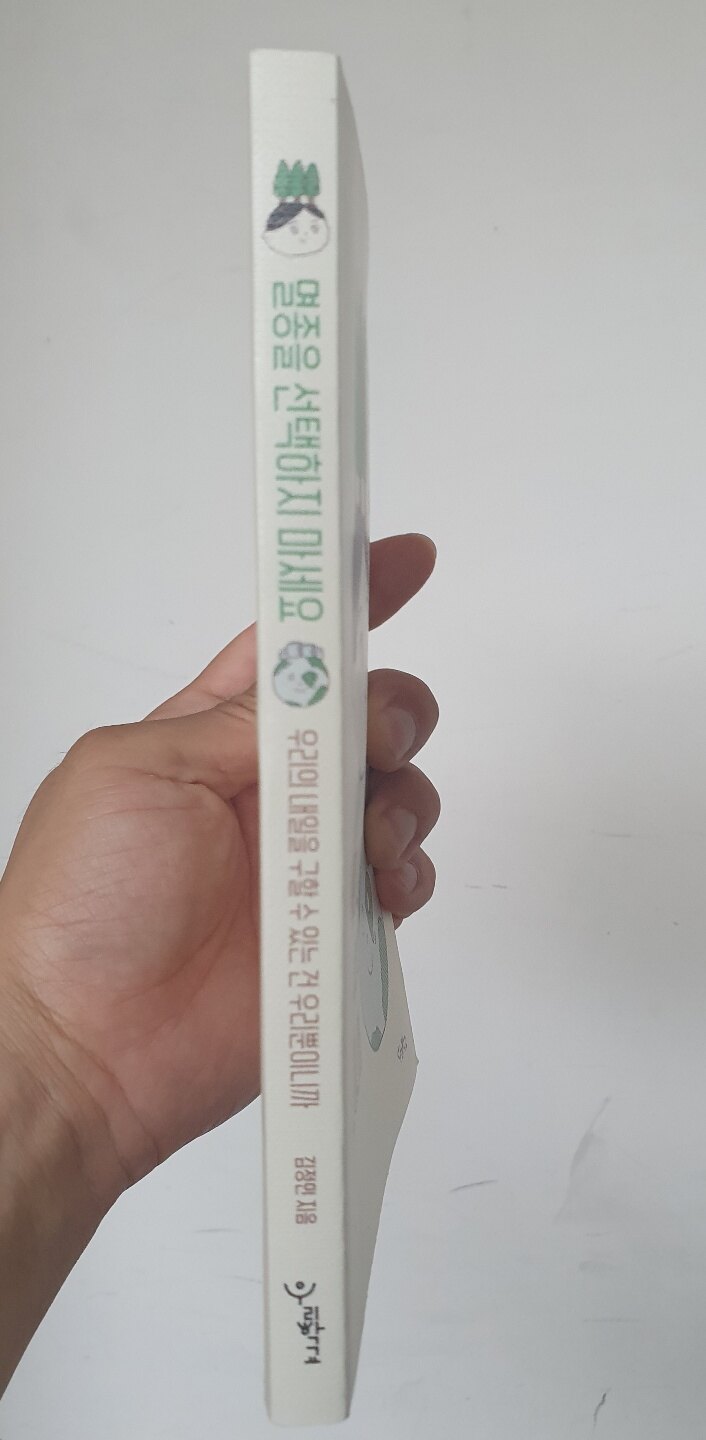 멸종을 선택하지 마세요
우리의 내일을 구할 수 있는 건 우리뿐이니까
김정민 지음